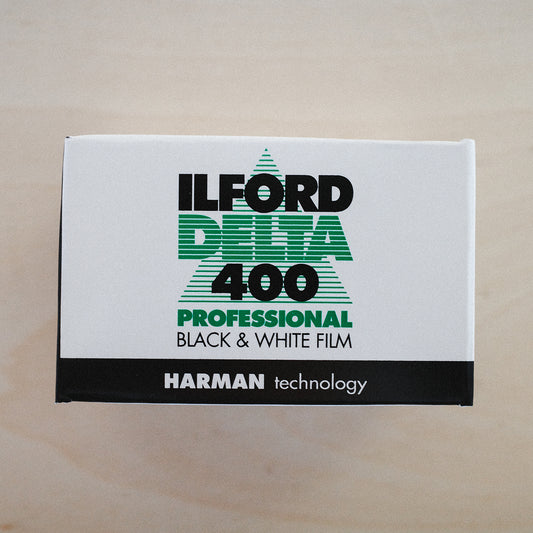 ILFORD
DELTA
400
PROFESSIONAL
BLACK & WHITE FILM
HARMAN technology